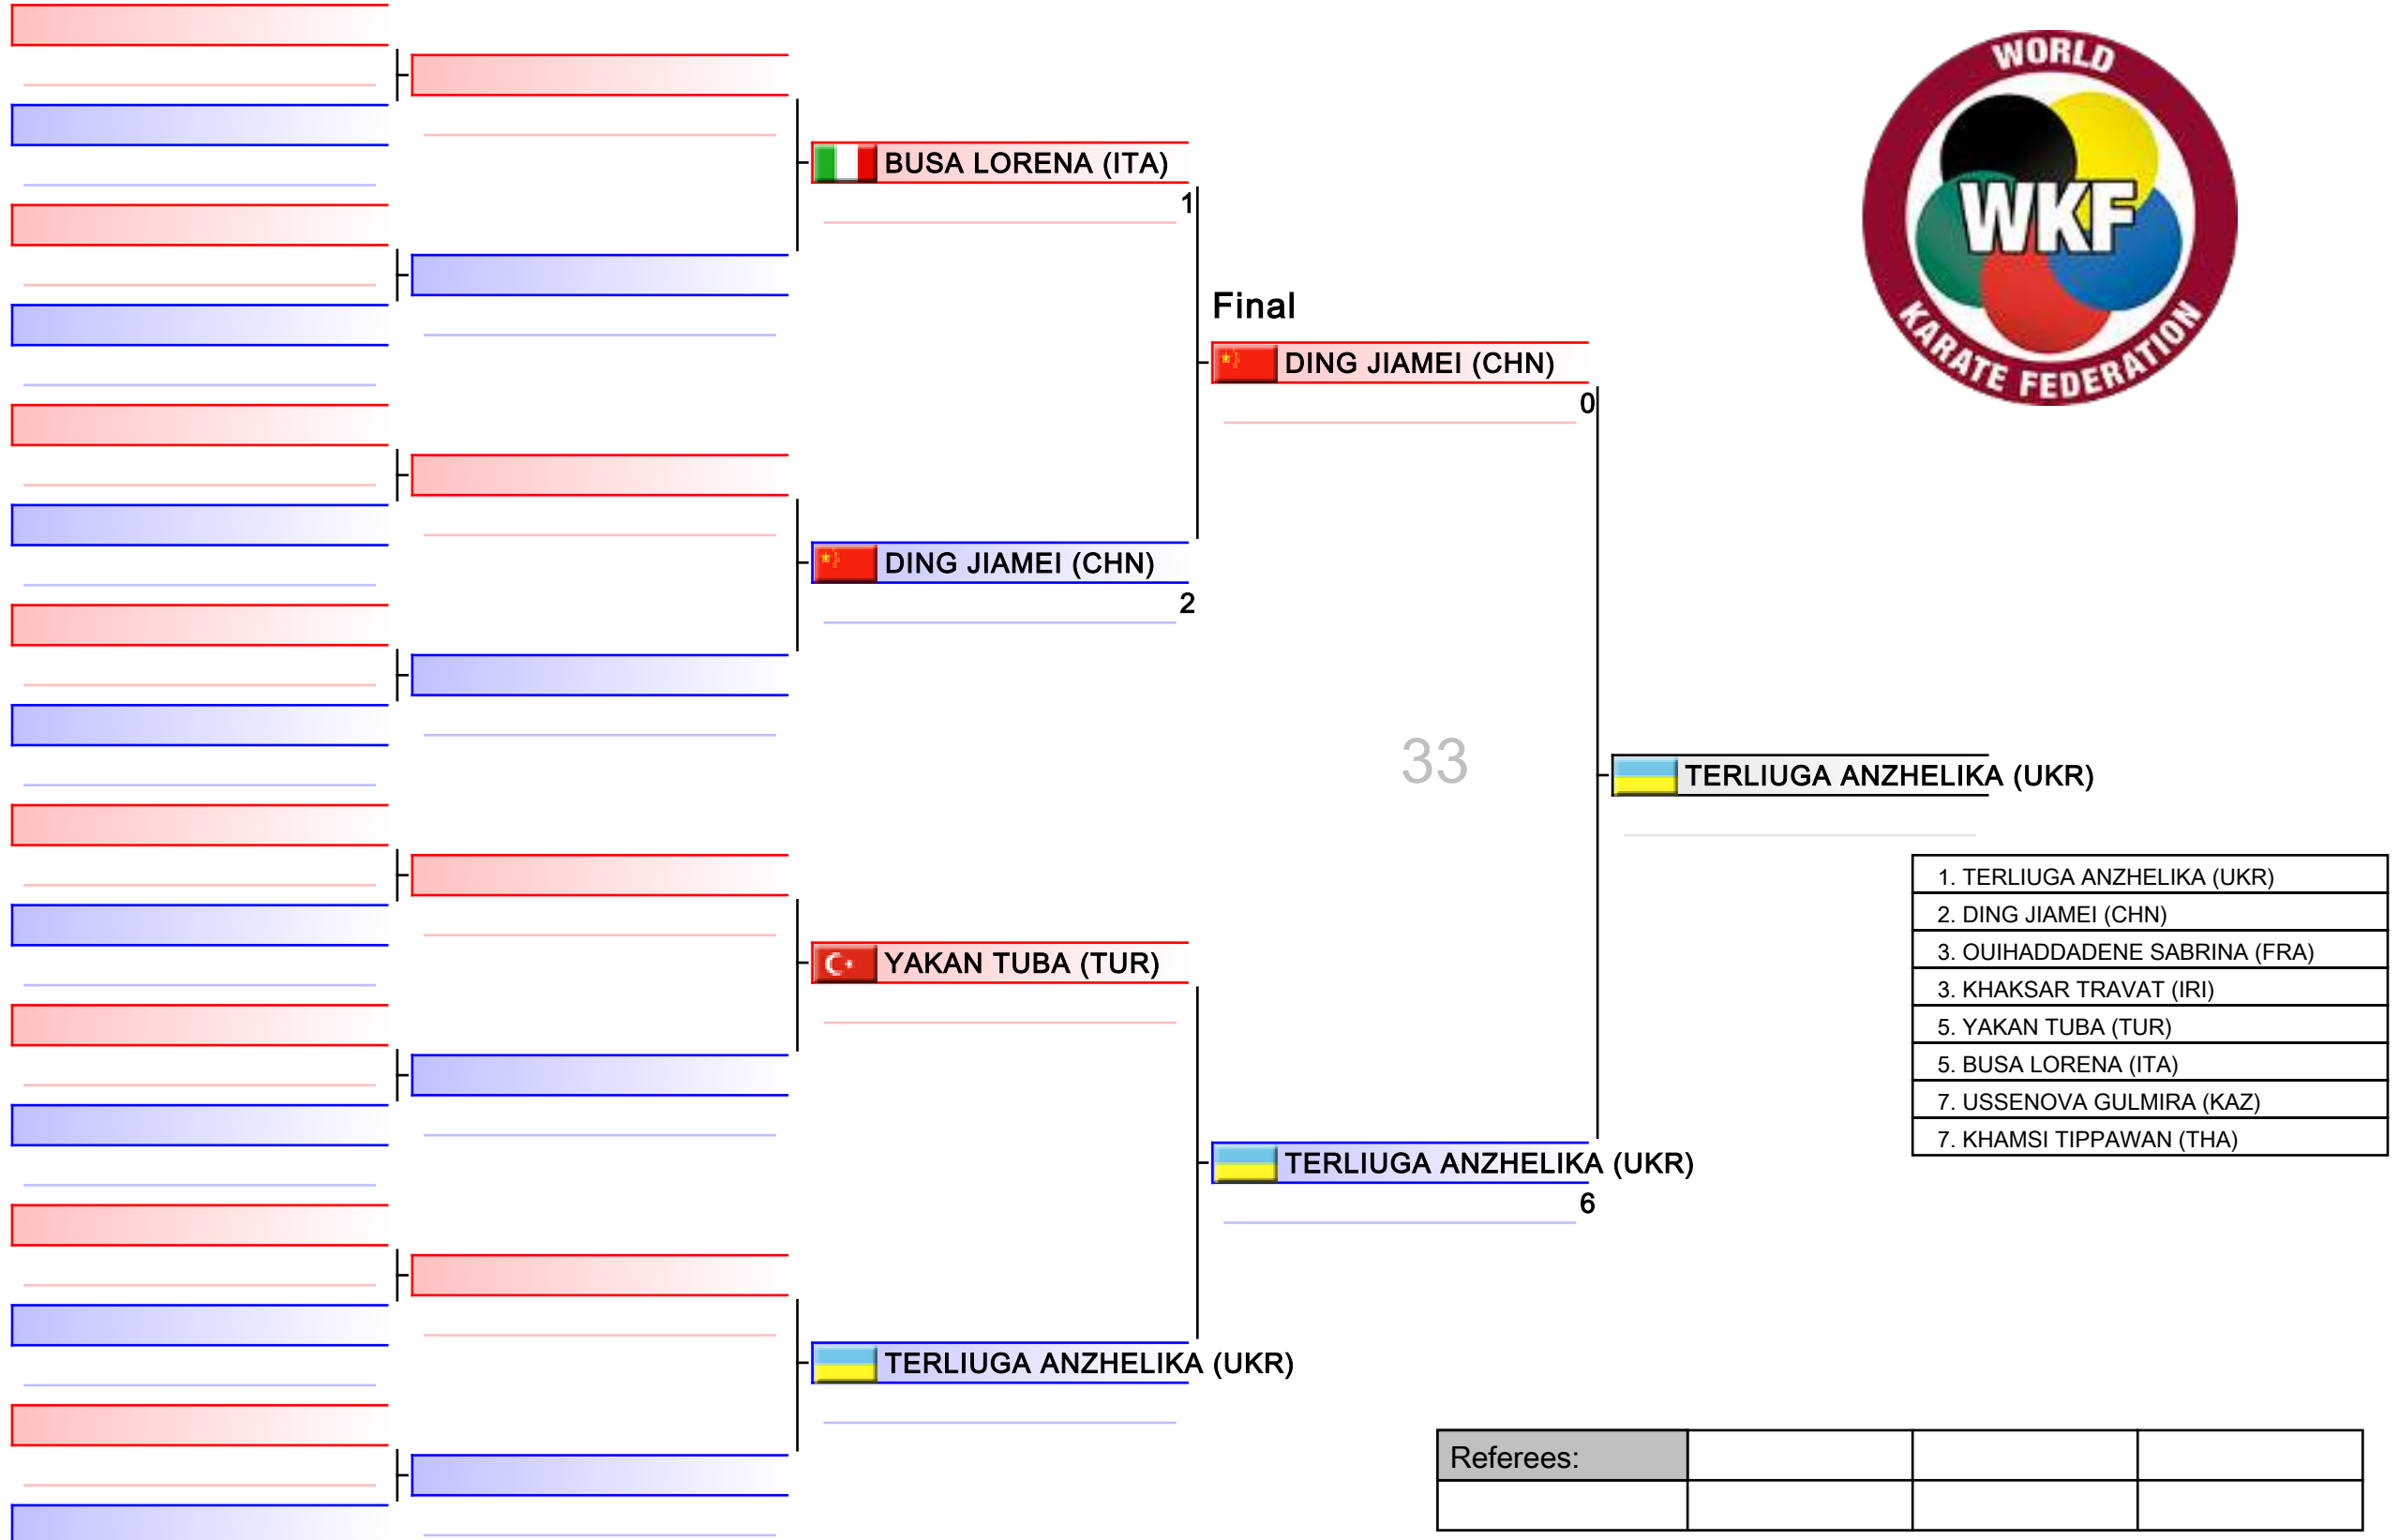 WORLD
WKF
KARATE FEDERATION
BUSA LORENA (ITA)
1
Final
DING JIAMEI (CHN)
0
DING JIAMEI (CHN)
2
33
TERLIUGA ANZHELIKA (UKR)
1. TERLIUGA ANZHELIKA (UKR)
2. DING JIAMEI (CHN)
3. OUIHADDADENE SABRINA (FRA)
3. KHAKSAR TRAVAT (IRI)
5. YAKAN TUBA (TUR)
5. BUSA LORENA (ITA)
7. USSENOVA GULMIRA (KAZ)
7. KHAMSI TIPPAWAN (THA)
YAKAN TUBA (TUR)
TERLIUGA ANZHELIKA (UKR)
6
TERLIUGA ANZHELIKA (UKR)
Referees: